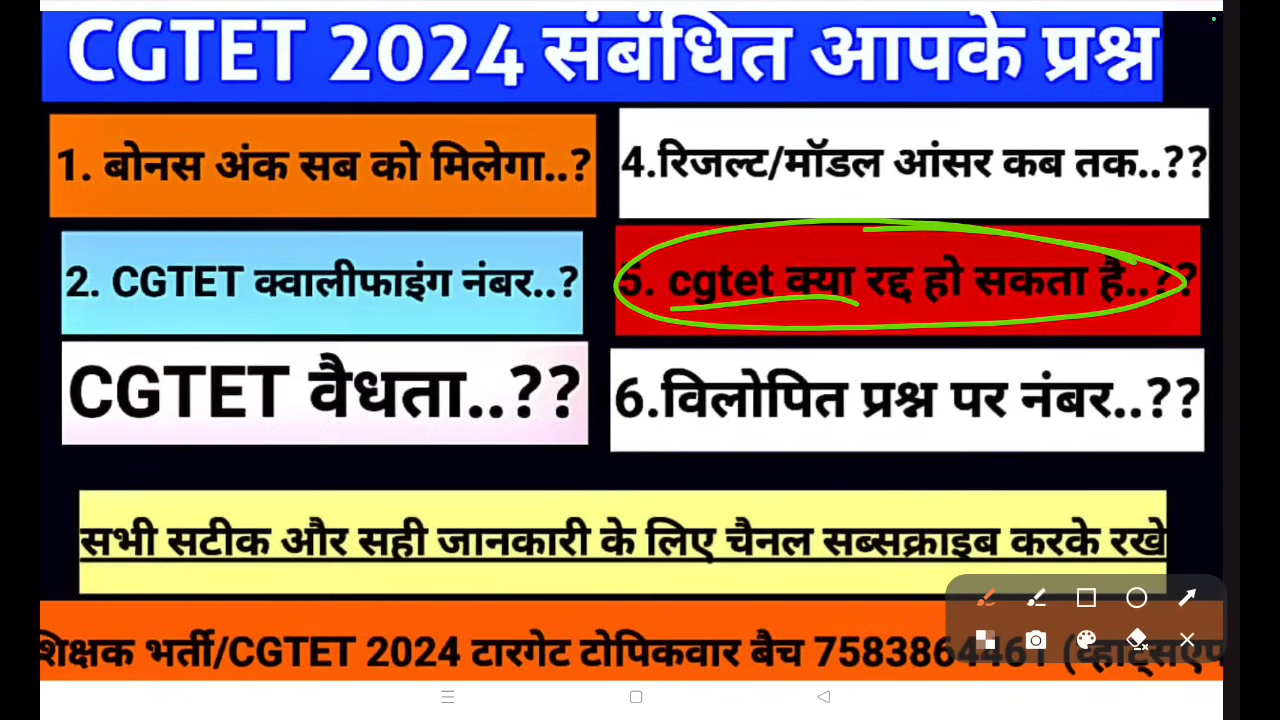 CGTET 2024 संबंधित आपके प्रश्न
1. बोनस अंक सब को मिलेगा..?
2. CGTET क्वालीफाइंग नंबर..?
CGTET वैधता..??
4.रिजल्ट/मॉडल आंसर कब तक..??
5. cgtet क्या रद्द हो सकता है..??
6.विलोपित प्रश्न पर नंबर..??
सभी सटीक और सही जानकारी के लिए चैनल सब्सक्राइब करके रखे
शिक्षक भर्ती/CGTET 2024 टारगेट टोपिकवार बैच 7583864461